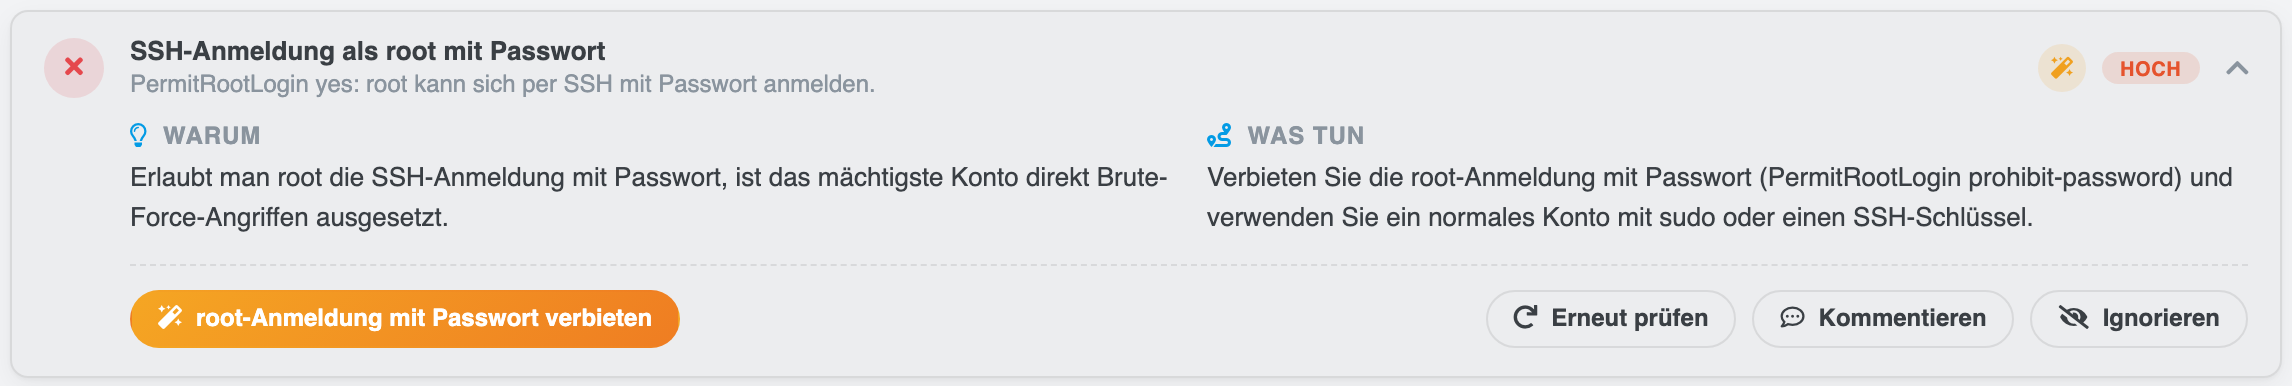 SSH-Anmeldung als root mit Passwort
PermitRootLogin yes: root kann sich per SSH mit Passwort anmelden.
HOCH
WARUM
Erlaubt man root die SSH-Anmeldung mit Passwort, ist das mächtigste Konto direkt Brute-
Force-Angriffen ausgesetzt.
WAS TUN
Verbieten Sie die root-Anmeldung mit Passwort (PermitRootLogin prohibit-password) und
verwenden Sie ein normales Konto mit sudo oder einen SSH-Schlüssel.
root-Anmeldung mit Passwort verbieten
Erneut prüfen
Kommentieren
Ignorieren